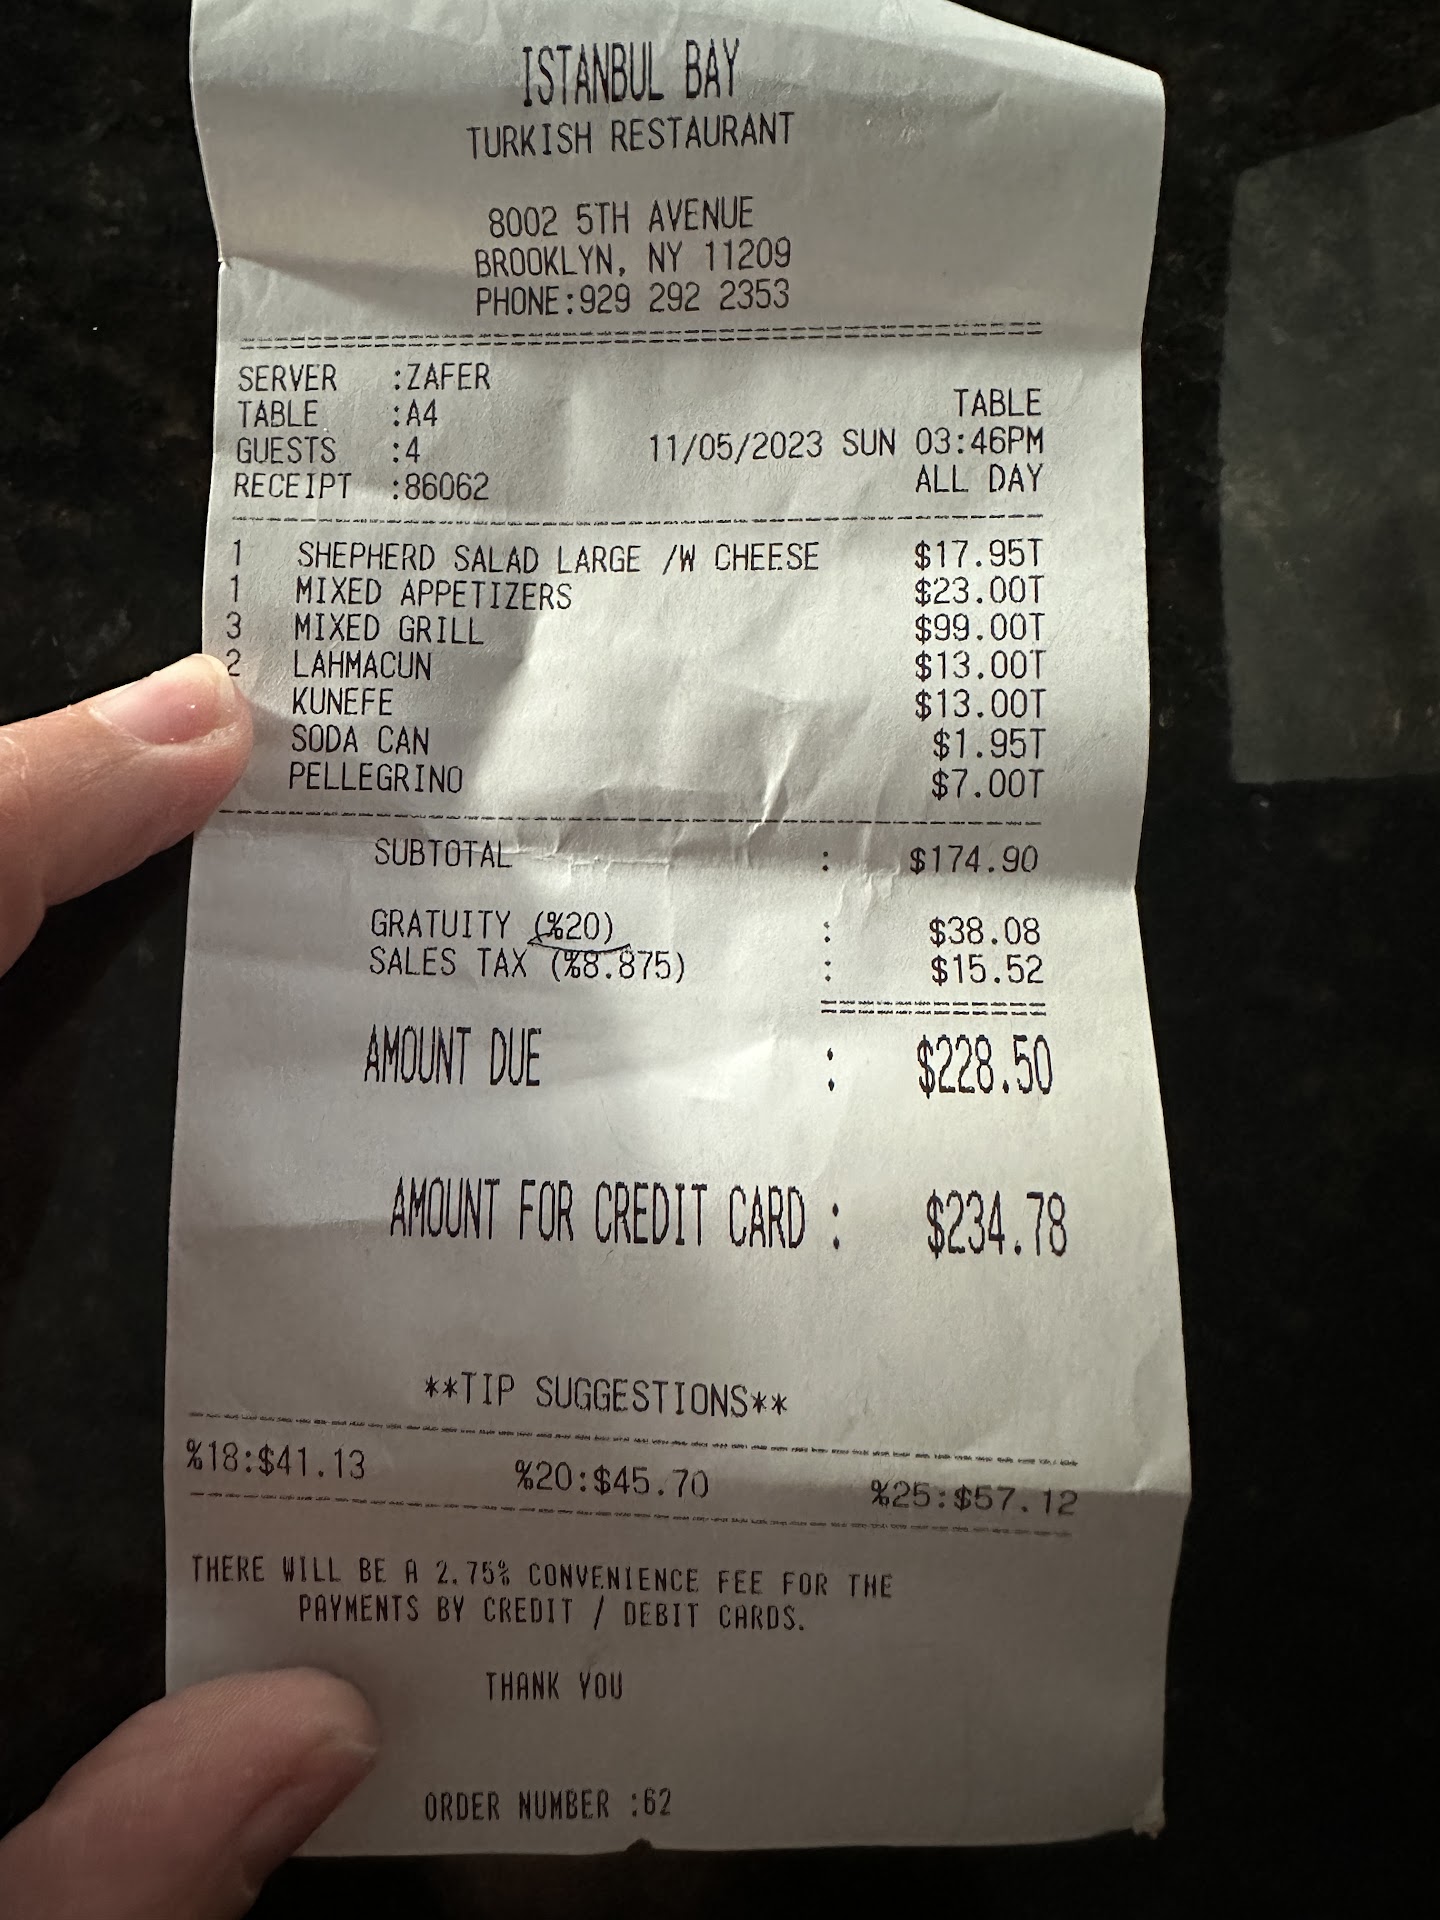 ISTANBUL BAY
TURKISH RESTAURANT
8002 5TH AVENUE
BROOKLYN, NY 11209
PHONE:929 292 2353
SERVER :ZAFER
TABLE :A4 TABLE
GUESTS :4 11/05/2023 SUN 03:46PM
RECEIPT :86062 ALL DAY
1 SHEPHERD SALAD LARGE /W CHEESE $17.95T
1 MIXED APPETIZERS $23.00T
3 MIXED GRILL $99.00T
2 LAHMACUN $13.00T
KUNEFE $13.00T
SODA CAN $1.95T
PELLEGRINO $7.00T
SUBTOTAL : $174.90
GRATUITY (%20) : $38.08
SALES TAX (%8.875) : $15.52
AMOUNT DUE : $228.50
AMOUNT FOR CREDIT CARD : $234.78
**TIP SUGGESTIONS**
%18:$41.13 %20:$45.70 %25:$57.12
THERE WILL BE A 2.75% CONVENIENCE FEE FOR THE
PAYMENTS BY CREDIT / DEBIT CARDS.
THANK YOU
ORDER NUMBER :62